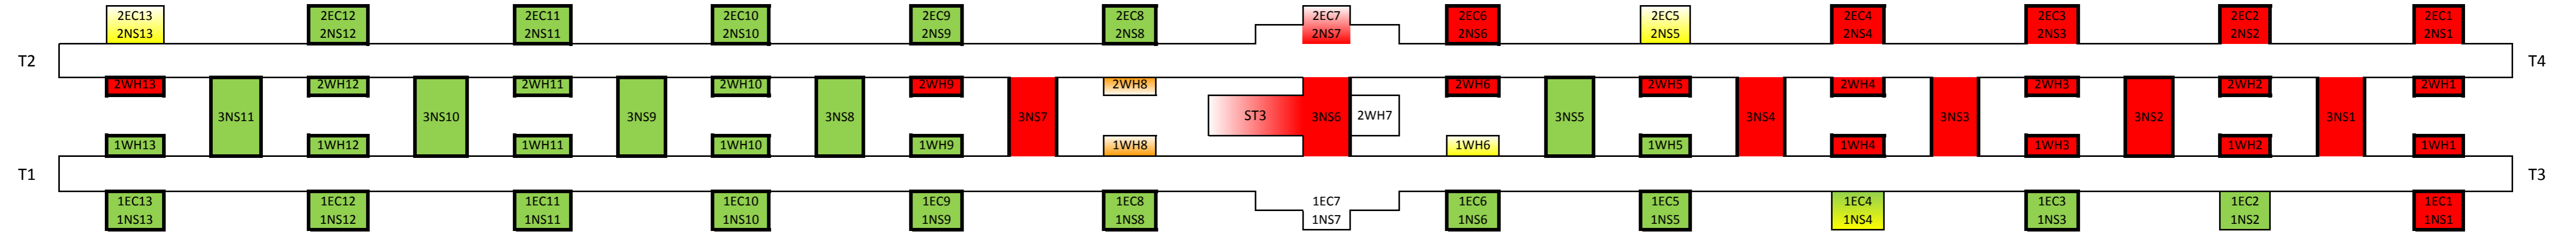 2EC13 2EC12 2EC11 2EC10 2EC9 2EC8 2EC7 2EC6 2EC5 2EC4 2EC3 2EC2 2EC1
2NS13 2NS12 2NS11 2NS10 2NS9 2NS8 2NS7 2NS6 2NS5 2NS4 2NS3 2NS2 2NS1
T2 T4
2WH13 2WH12 2WH11 2WH10 2WH9 2WH8 2WH6 2WH5 2WH4 2WH3 2WH2 2WH1
3NS11 3NS10 3NS9 3NS8 3NS7 ST3 3NS6 2WH7 3NS5 3NS4 3NS3 3NS2 3NS1
1WH13 1WH12 1WH11 1WH10 1WH9 1WH8 1WH6 1WH5 1WH4 1WH3 1WH2 1WH1
T1 T3
1EC13 1EC12 1EC11 1EC10 1EC9 1EC8 1EC7 1EC6 1EC5 1EC4 1EC3 1EC2 1EC1
1NS13 1NS12 1NS11 1NS10 1NS9 1NS8 1NS7 1NS6 1NS5 1NS4 1NS3 1NS2 1NS1